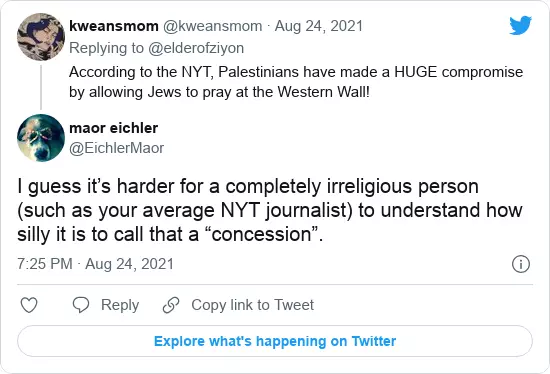 kweansmom @kweansmom · Aug 24, 2021
Replying to @elderofziyon
According to the NYT, Palestinians have made a HUGE compromise
by allowing Jews to pray at the Western Wall!
maor eichler
@EichlerMaor
I guess it’s harder for a completely irreligious person
(such as your average NYT journalist) to understand how
silly it is to call that a “concession”.
7:25 PM · Aug 24, 2021
Reply Copy link to Tweet
Explore what's happening on Twitter